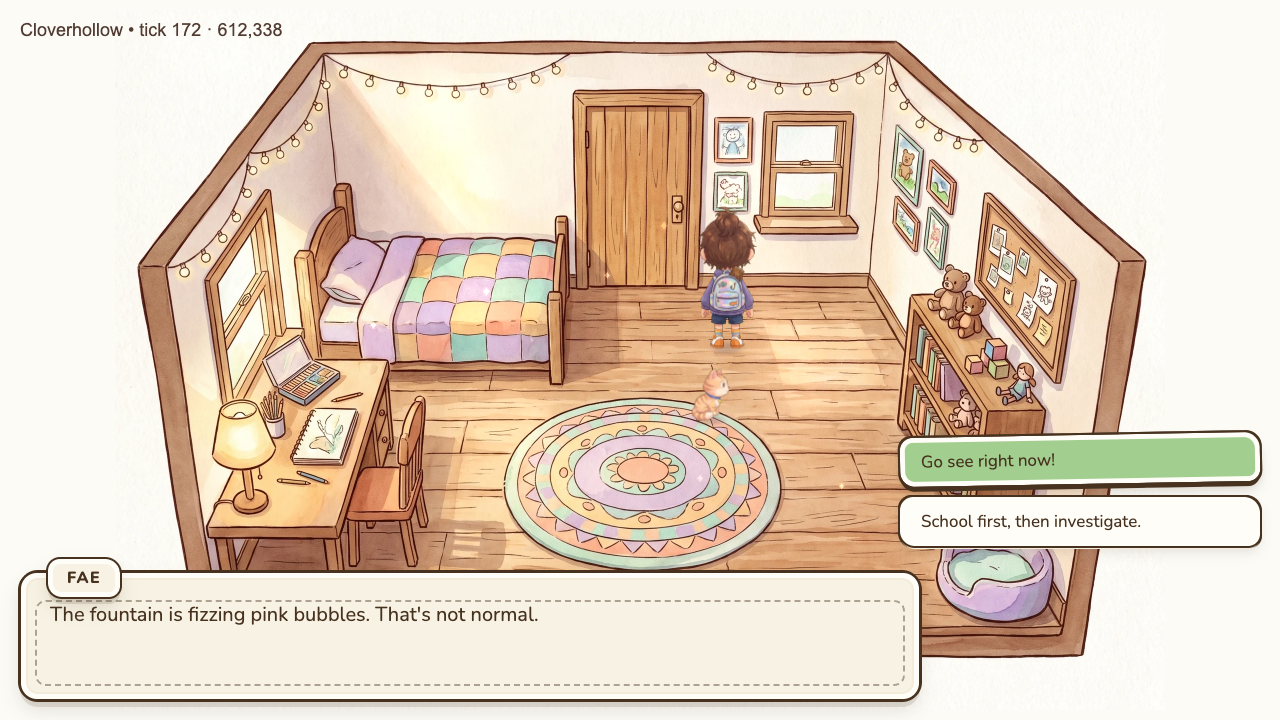 Cloverhollow • tick 172 · 612,338
Go see right now!
School first, then investigate.
FAE
The fountain is fizzing pink bubbles. That's not normal.